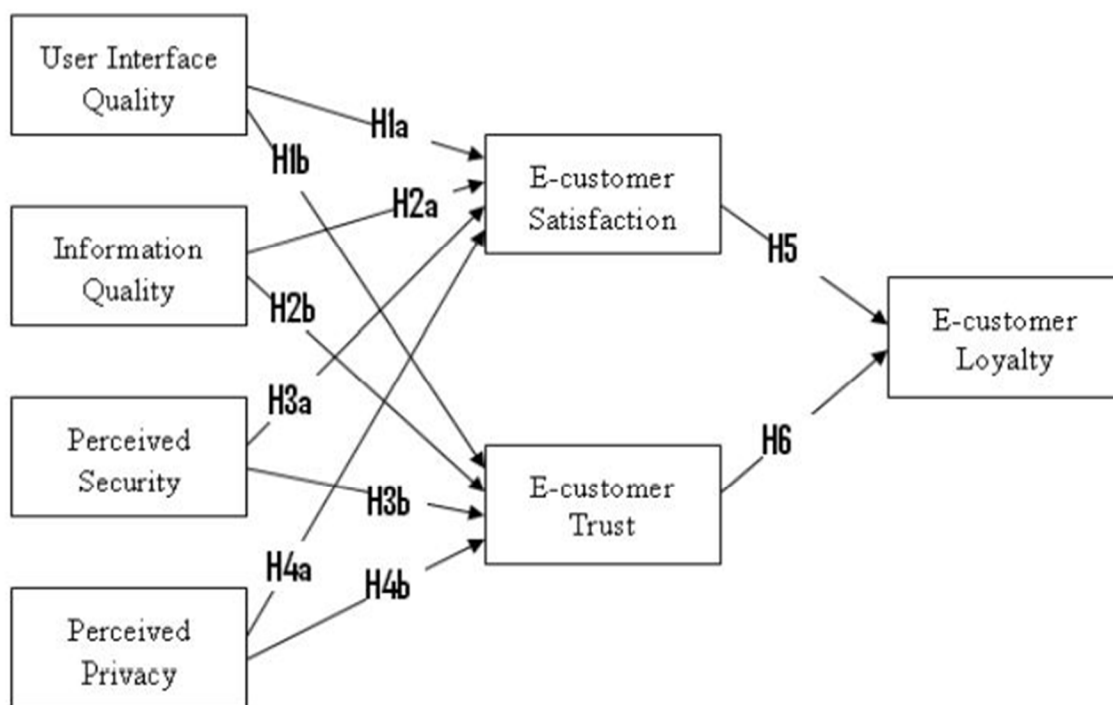 User Interface
Quality
H1a
H1b
E-customer
Satisfaction
H2a
Information
Quality
H2b
H5
E-customer
Loyalty
H3a
Perceived
Security
H3b
E-customer
Trust
H6
H4a
H4b
Perceived
Privacy